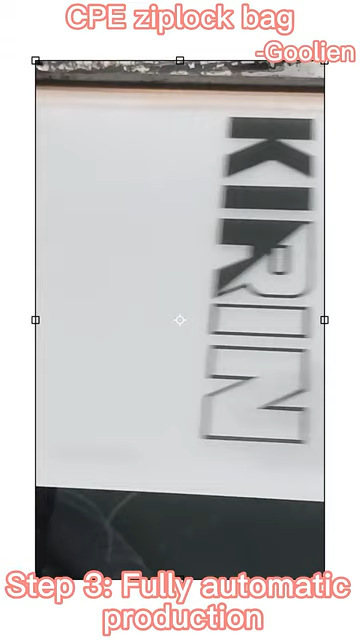 CPE ziplock bag
-Goolien
KIRIN
Step 3: Fully automatic
production